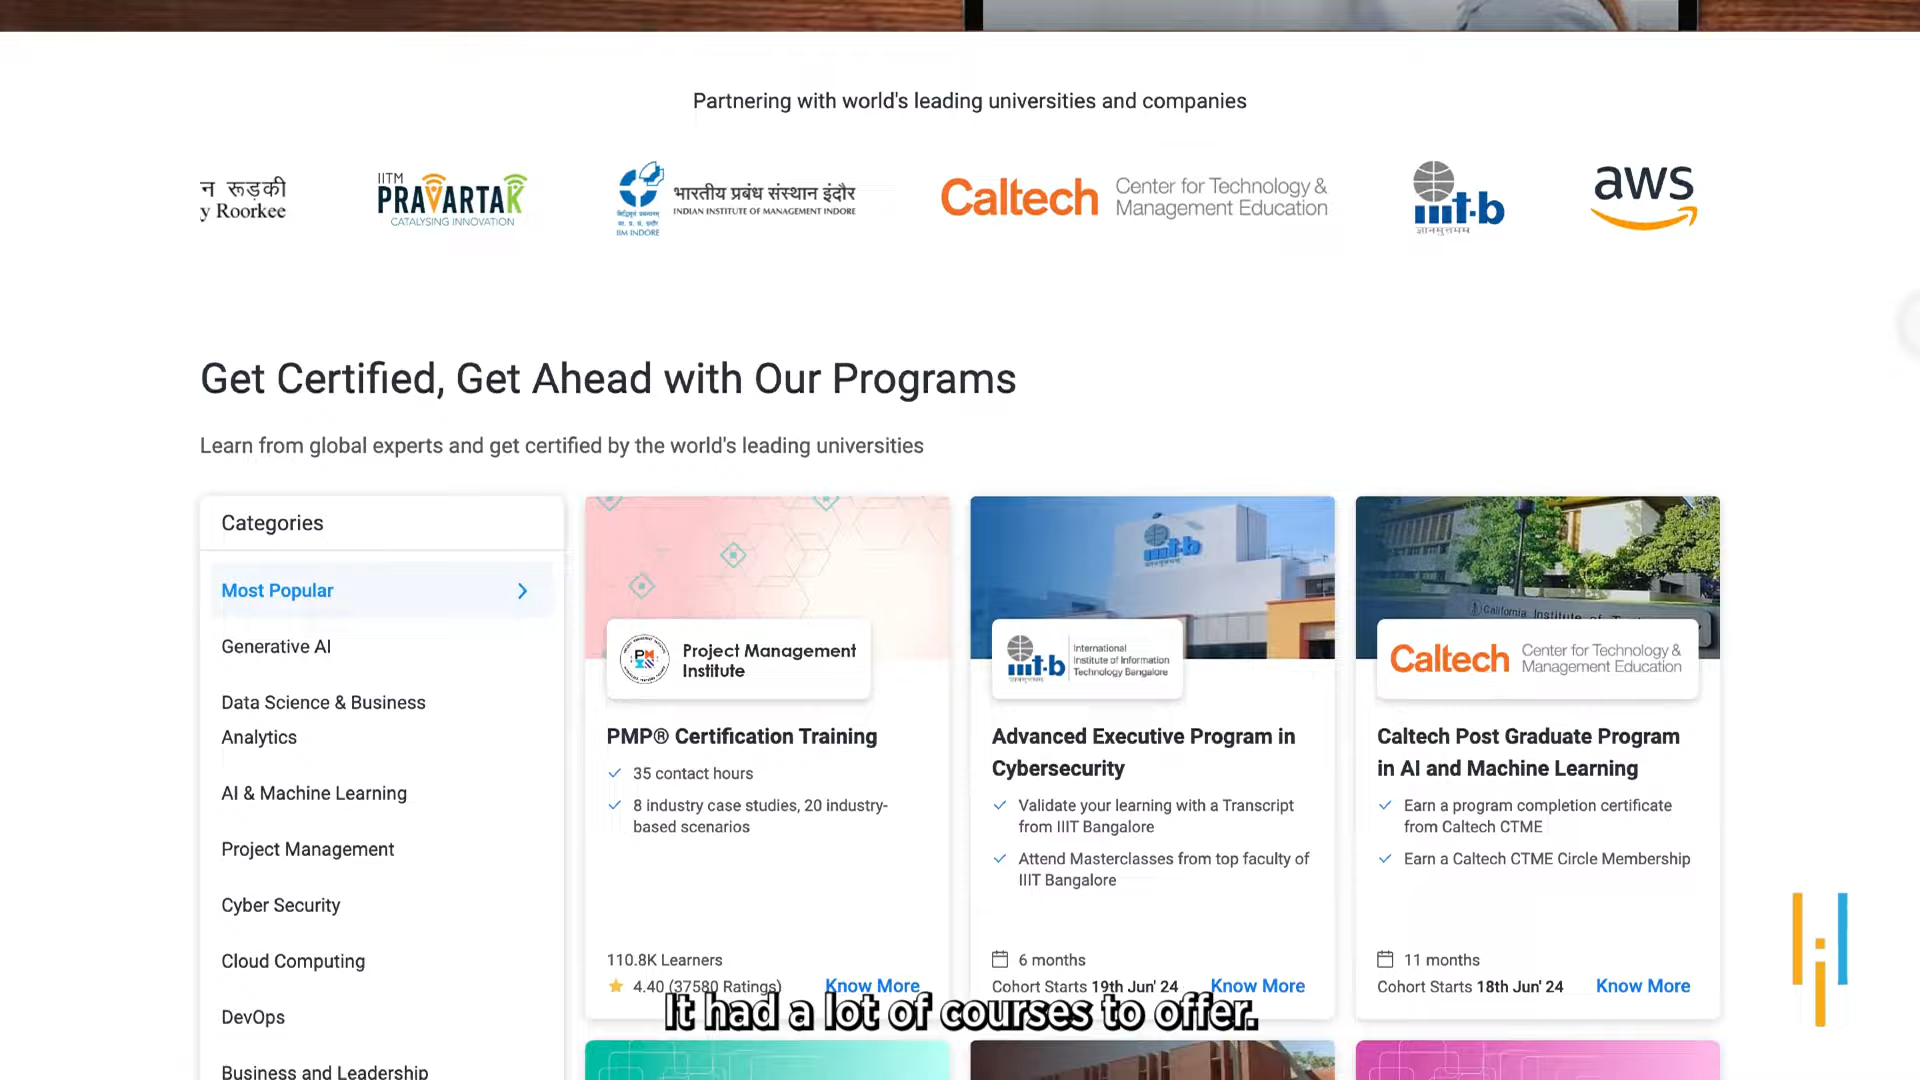 Partnering with world's leading universities and companies
न रूड़की
y Roorkee
IITM
PRAVARTAK
CATALYSING INNOVATION
IIM INDORE
भारतीय प्रबंध संस्थान इंदौर
INDIAN INSTITUTE OF MANAGEMENT INDORE
Caltech
Center for Technology &
Management Education
iiit-b
ज्ञानमुत्तमम
aws
Get Certified, Get Ahead with Our Programs
Learn from global experts and get certified by the world's leading universities
Categories
Most Popular
Generative AI
Data Science & Business
Analytics
AI & Machine Learning
Project Management
Cyber Security
Cloud Computing
DevOps
Business and Leadership
Project Management
Institute
PMP® Certification Training
35 contact hours
8 industry case studies, 20 industry-
based scenarios
110.8K Learners
4.40 (37580 Ratings)
Know More
iiit-b
iiit-b
International
Institute of Information
Technology Bangalore
Advanced Executive Program in
Cybersecurity
Validate your learning with a Transcript
from IIIT Bangalore
Attend Masterclasses from top faculty of
IIIT Bangalore
6 months
Cohort Starts 19th Jun' 24
Know More
California Institute of
Caltech
Center for Technology &
Management Education
Caltech Post Graduate Program
in AI and Machine Learning
Earn a program completion certificate
from Caltech CTME
Earn a Caltech CTME Circle Membership
11 months
Cohort Starts 18th Jun' 24
Know More
It had a lot of courses to offer.